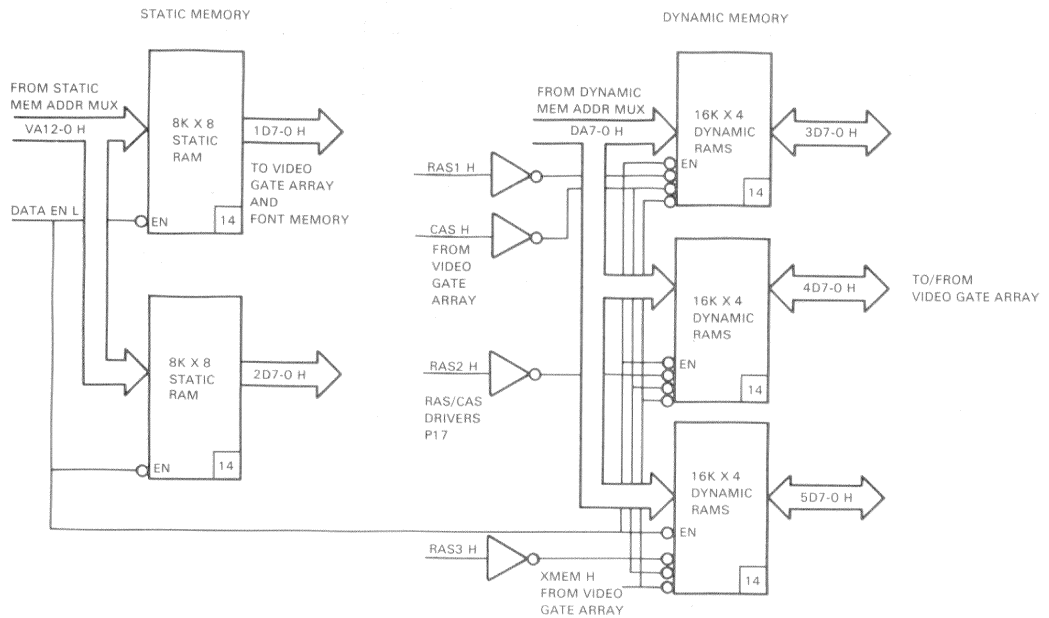 STATIC MEMORY
DYNAMIC MEMORY
FROM STATIC
MEM ADDR MUX
VA12-0 H
8K X 8
STATIC
RAM
1D7-0 H
TO VIDEO
GATE ARRAY
AND
FONT MEMORY
DATA EN L
EN
14
8K X 8
STATIC
RAM
2D7-0 H
EN
14
FROM DYNAMIC
MEM ADDR MUX
DA7-0 H
16K X 4
DYNAMIC
RAMS
3D7-0 H
EN
14
RAS1 H
CAS H
FROM
VIDEO
GATE
ARRAY
16K X 4
DYNAMIC
RAMS
4D7-0 H
TO/FROM
VIDEO GATE ARRAY
EN
14
RAS2 H
RAS/CAS
DRIVERS
P17
16K X 4
DYNAMIC
RAMS
5D7-0 H
EN
14
RAS3 H
XMEM H
FROM VIDEO
GATE ARRAY